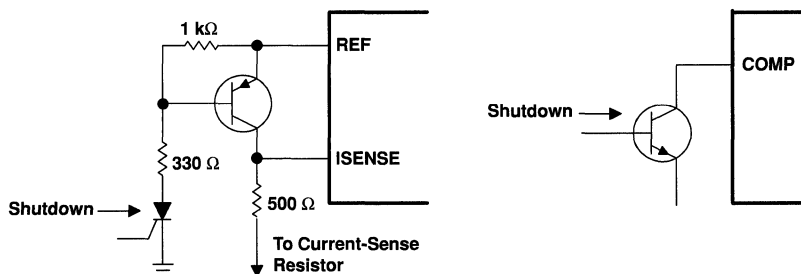 1 kΩ
REF
COMP
Shutdown
330 Ω
ISENSE
500 Ω
Shutdown
To Current-Sense
Resistor